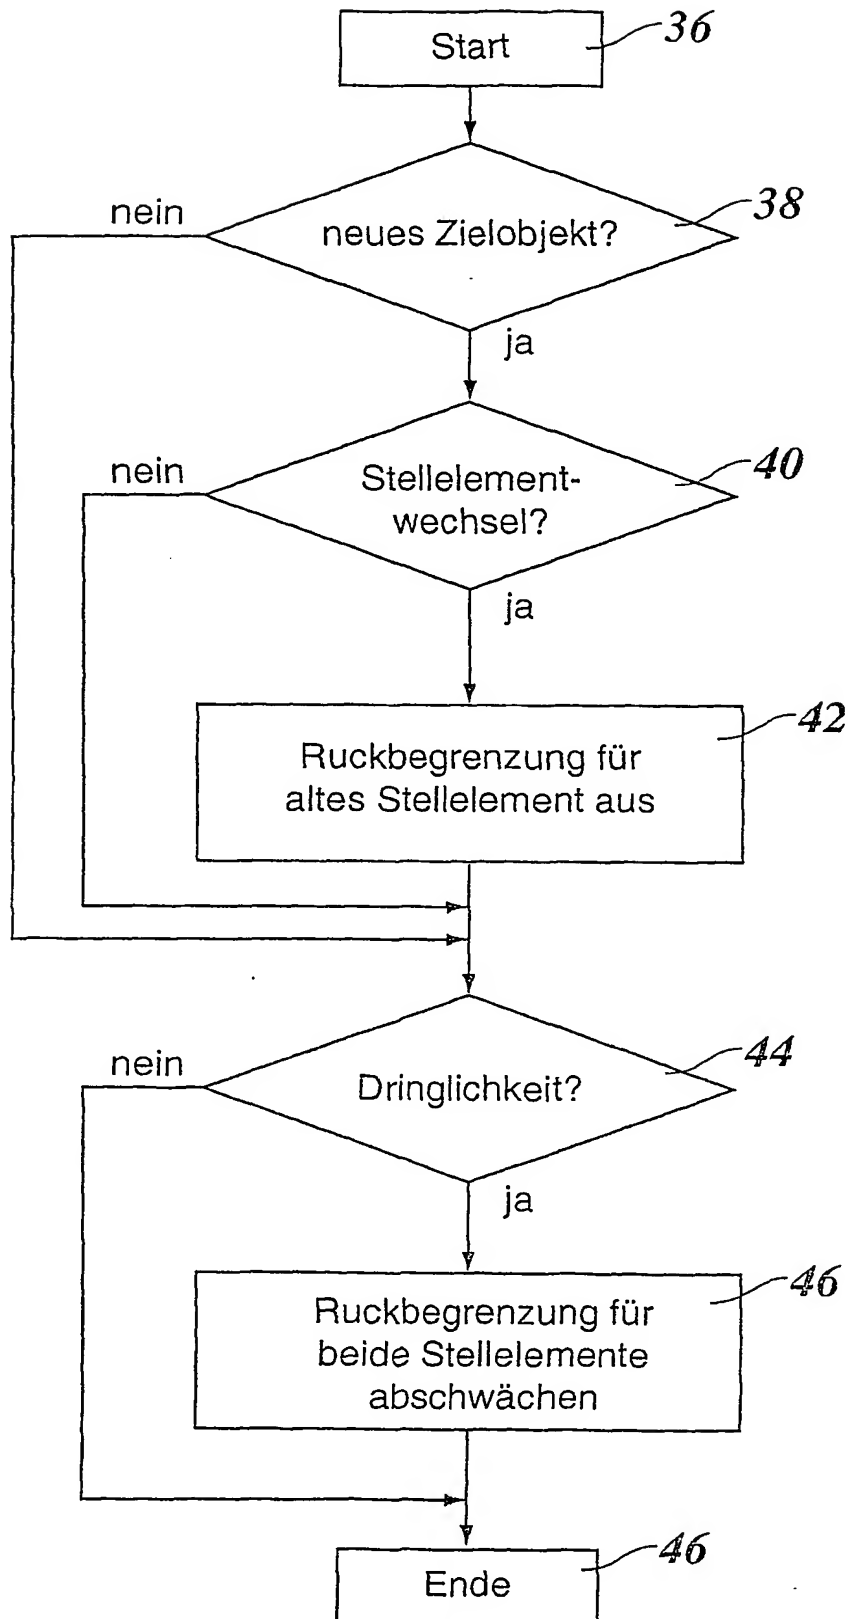 Start
36
nein
neues Zielobjekt?
38
ja
nein
Stellelement-
wechsel?
40
ja
42
Ruckbegrenzung für
altes Stellelement aus
nein
Dringlichkeit?
44
ja
46
Ruckbegrenzung für
beide Stellelemente
abschwächen
46
Ende